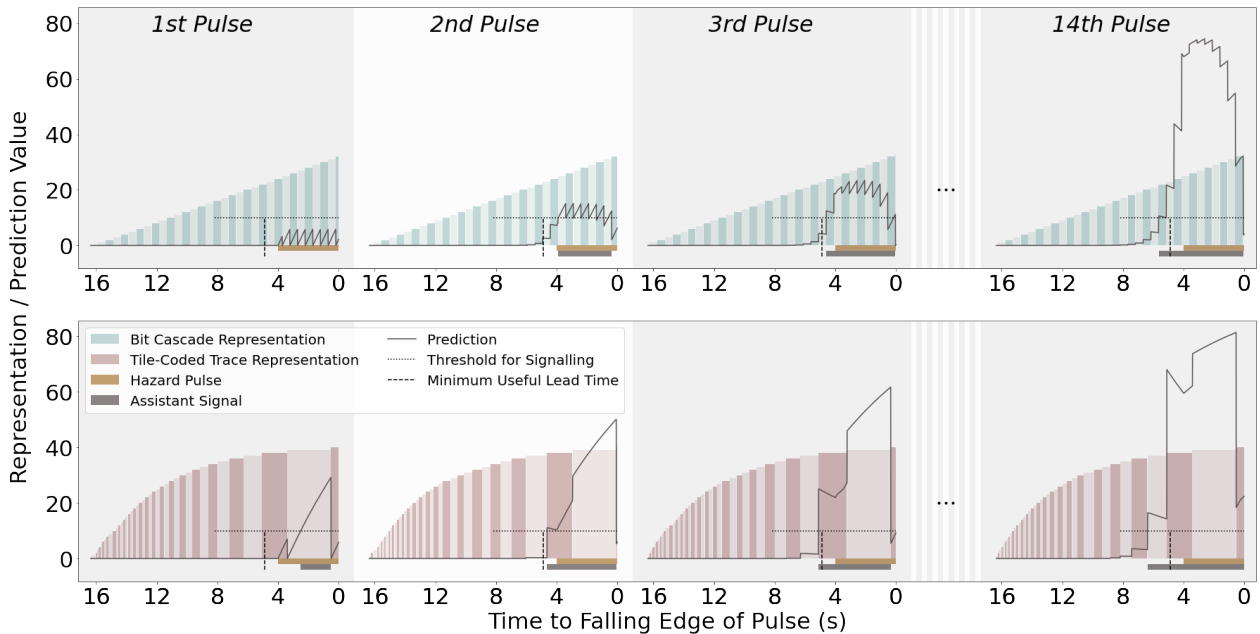 1st Pulse 2nd Pulse 3rd Pulse 14th Pulse
80
60
40
20
0
...
16 12 8 4 0 16 12 8 4 0 16 12 8 4 0 16 12 8 4 0
Representation / Prediction Value
80
60
40
20
0
Bit Cascade Representation
Tile-Coded Trace Representation
Hazard Pulse
Assistant Signal
Prediction
Threshold for Signalling
Minimum Useful Lead Time
...
16 12 8 4 0 16 12 8 4 0 16 12 8 4 0 16 12 8 4 0
Time to Falling Edge of Pulse (s)